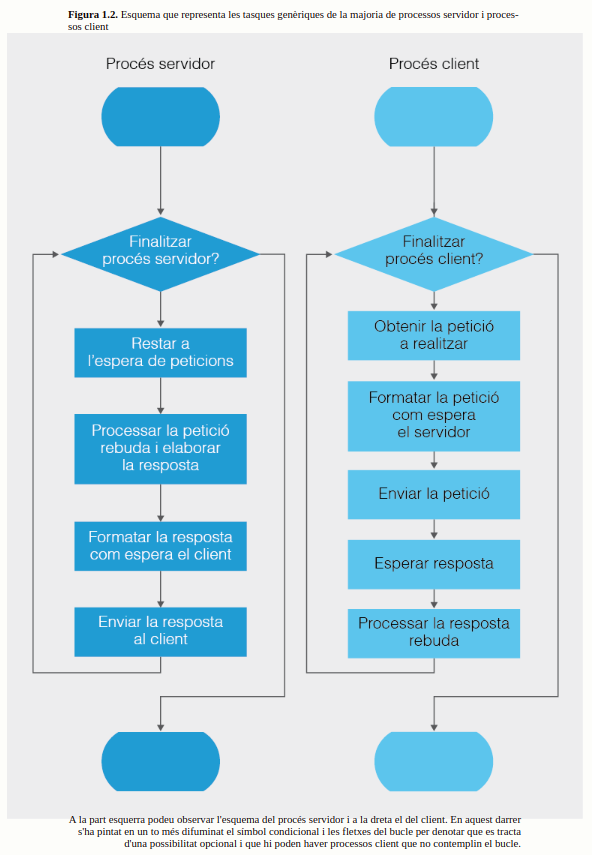 Figura 1.2. Esquema que representa les tasques genèriques de la majoria de processos servidor i proces-
sos client
Procés servidor
Procés client
Finalitzar
procés servidor?
Restar a
l'espera de peticions
Processar la petició
rebuda i elaborar
la resposta
Formatar la resposta
com espera el client
Enviar la resposta
al client
Finalitzar
procés client?
Obtenir la petició
a realitzar
Formatar la petició
com espera
el servidor
Enviar la petició
Esperar resposta
Processar la resposta
rebuda
A la part esquerra podeu observar l'esquema del procés servidor i a la dreta el del client. En aquest darrer
s'ha pintat en un to més difuminat el símbol condicional i les fletxes del bucle per denotar que es tracta
d'una possibilitat opcional i que hi poden haver processos client que no contemplin el bucle.